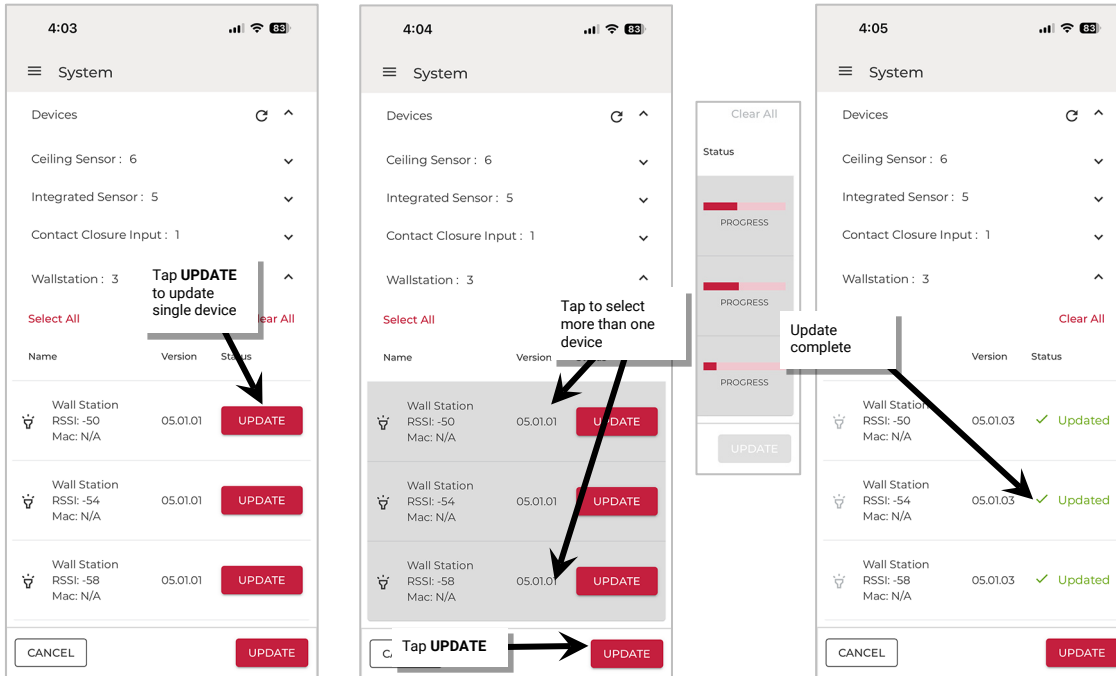 4:03
83
System
Devices
Ceiling Sensor : 6
Integrated Sensor : 5
Contact Closure Input : 1
Wallstation : 3
Tap UPDATE
to update
single device
Select All
Clear All
Name Version Status
Wall Station
RSSI: -50
Mac: N/A
05.01.01
UPDATE
Wall Station
RSSI: -54
Mac: N/A
05.01.01
UPDATE
Wall Station
RSSI: -58
Mac: N/A
05.01.01
UPDATE
CANCEL
UPDATE
4:04
83
System
Devices
Ceiling Sensor : 6
Integrated Sensor : 5
Contact Closure Input : 1
Wallstation : 3
Tap to select
more than one
device
Select All
Name Version
Wall Station
RSSI: -50
Mac: N/A
05.01.01
UPDATE
Wall Station
RSSI: -54
Mac: N/A
05.01.01
UPDATE
Wall Station
RSSI: -58
Mac: N/A
05.01.01
UPDATE
Tap UPDATE
UPDATE
Clear All
Status
PROGRESS
PROGRESS
PROGRESS
UPDATE
4:05
83
System
Devices
Ceiling Sensor : 6
Integrated Sensor : 5
Contact Closure Input : 1
Wallstation : 3
Update
complete
Clear All
Version Status
Wall Station
RSSI: -50
Mac: N/A
05.01.03
Updated
Wall Station
RSSI: -54
Mac: N/A
05.01.03
Updated
Wall Station
RSSI: -58
Mac: N/A
05.01.03
Updated
CANCEL
UPDATE